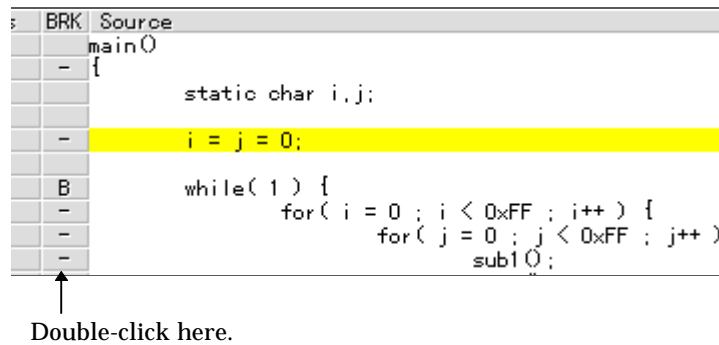 BRK Source
main()
- {
static char i,j;
- i = j = 0;
B while( 1 ) {
- for( i = 0 ; i < 0xFF ; i++ ) {
- for( j = 0 ; j < 0xFF ; j++ )
- sub1();
Double-click here.